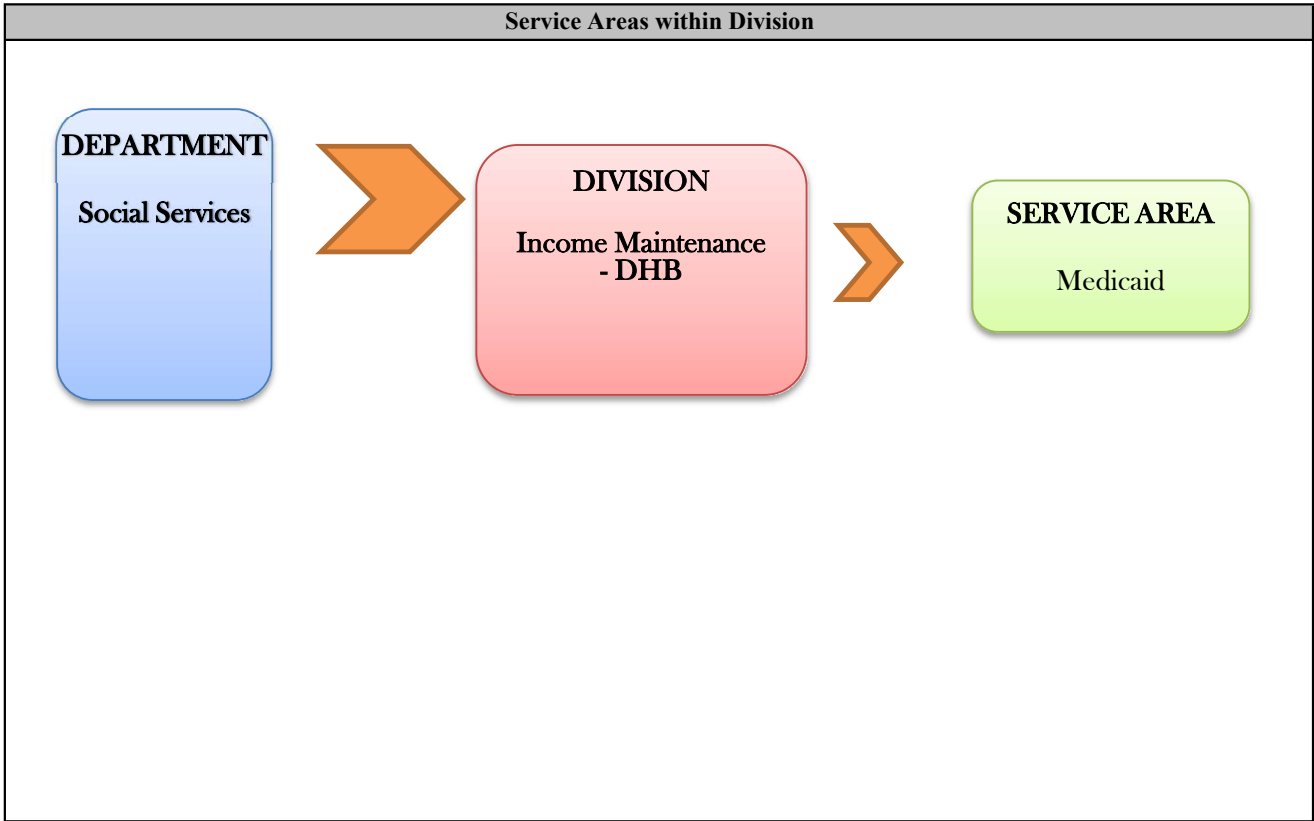 Service Areas within Division
DEPARTMENT
Social Services
DIVISION
Income Maintenance
- DHB
SERVICE AREA
Medicaid